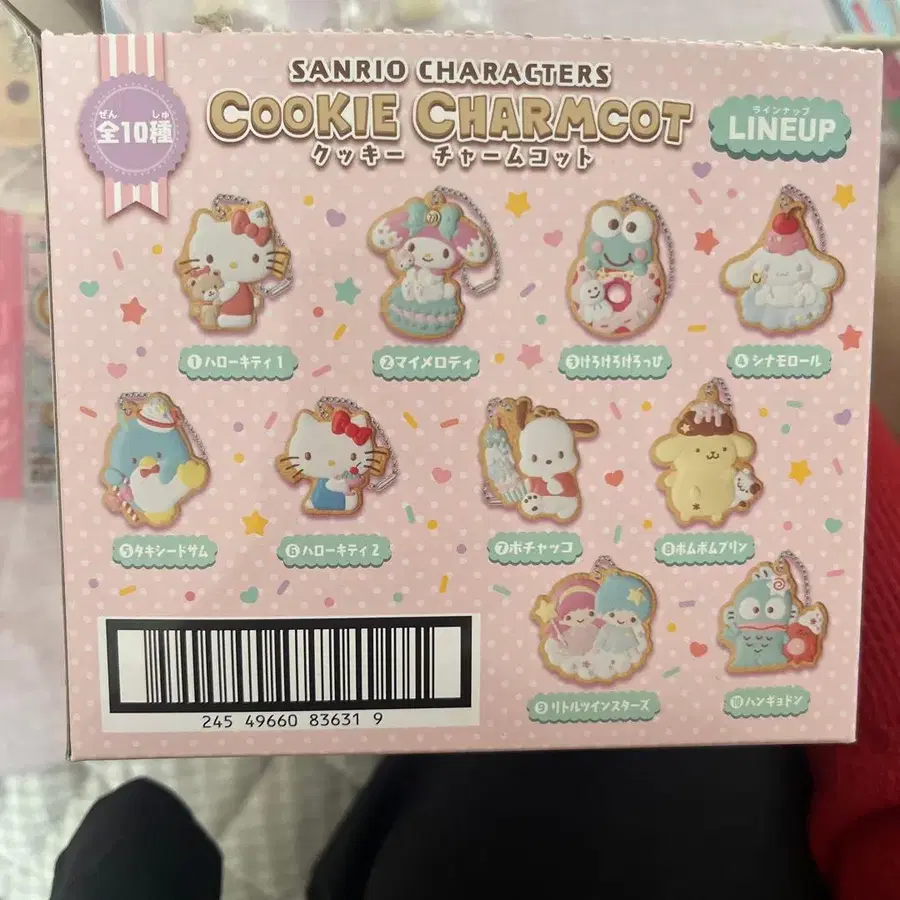 ぜん しゅ
全10種
SANRIO CHARACTERS
COOKIE CHARMCOT
クッキー チャームコット
ラインナップ
LINEUP
①ハローキティ1
②マイメロディ
③けろけろけろっぴ
④シナモロール
⑤タキシードサム
⑥ハローキティ2
⑦ポチャッコ
⑧ポムポムプリン
⑨リトルツインスターズ
⑩ハンギョドン
245 49660 83631 9